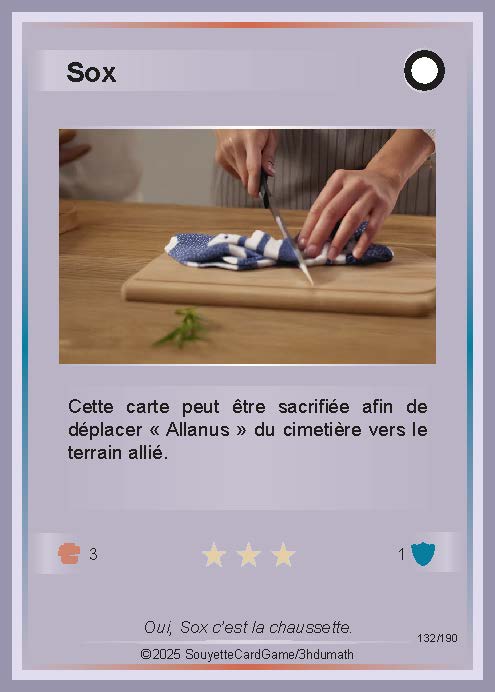 Sox
Cette carte peut être sacrifiée afin de
déplacer « Allanus » du cimetière vers le
terrain allié.
3
1
Oui, Sox c'est la chaussette.
132/190
©2025 SouyetteCardGame/3hdumath